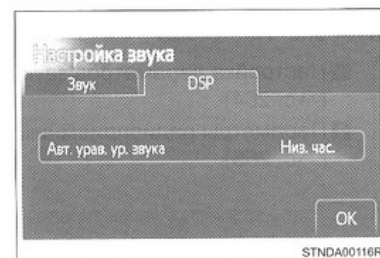 Настройка звука
Звук DSP
Авт. урав. ур. звука Низ. час.
OK
STNDA00116R